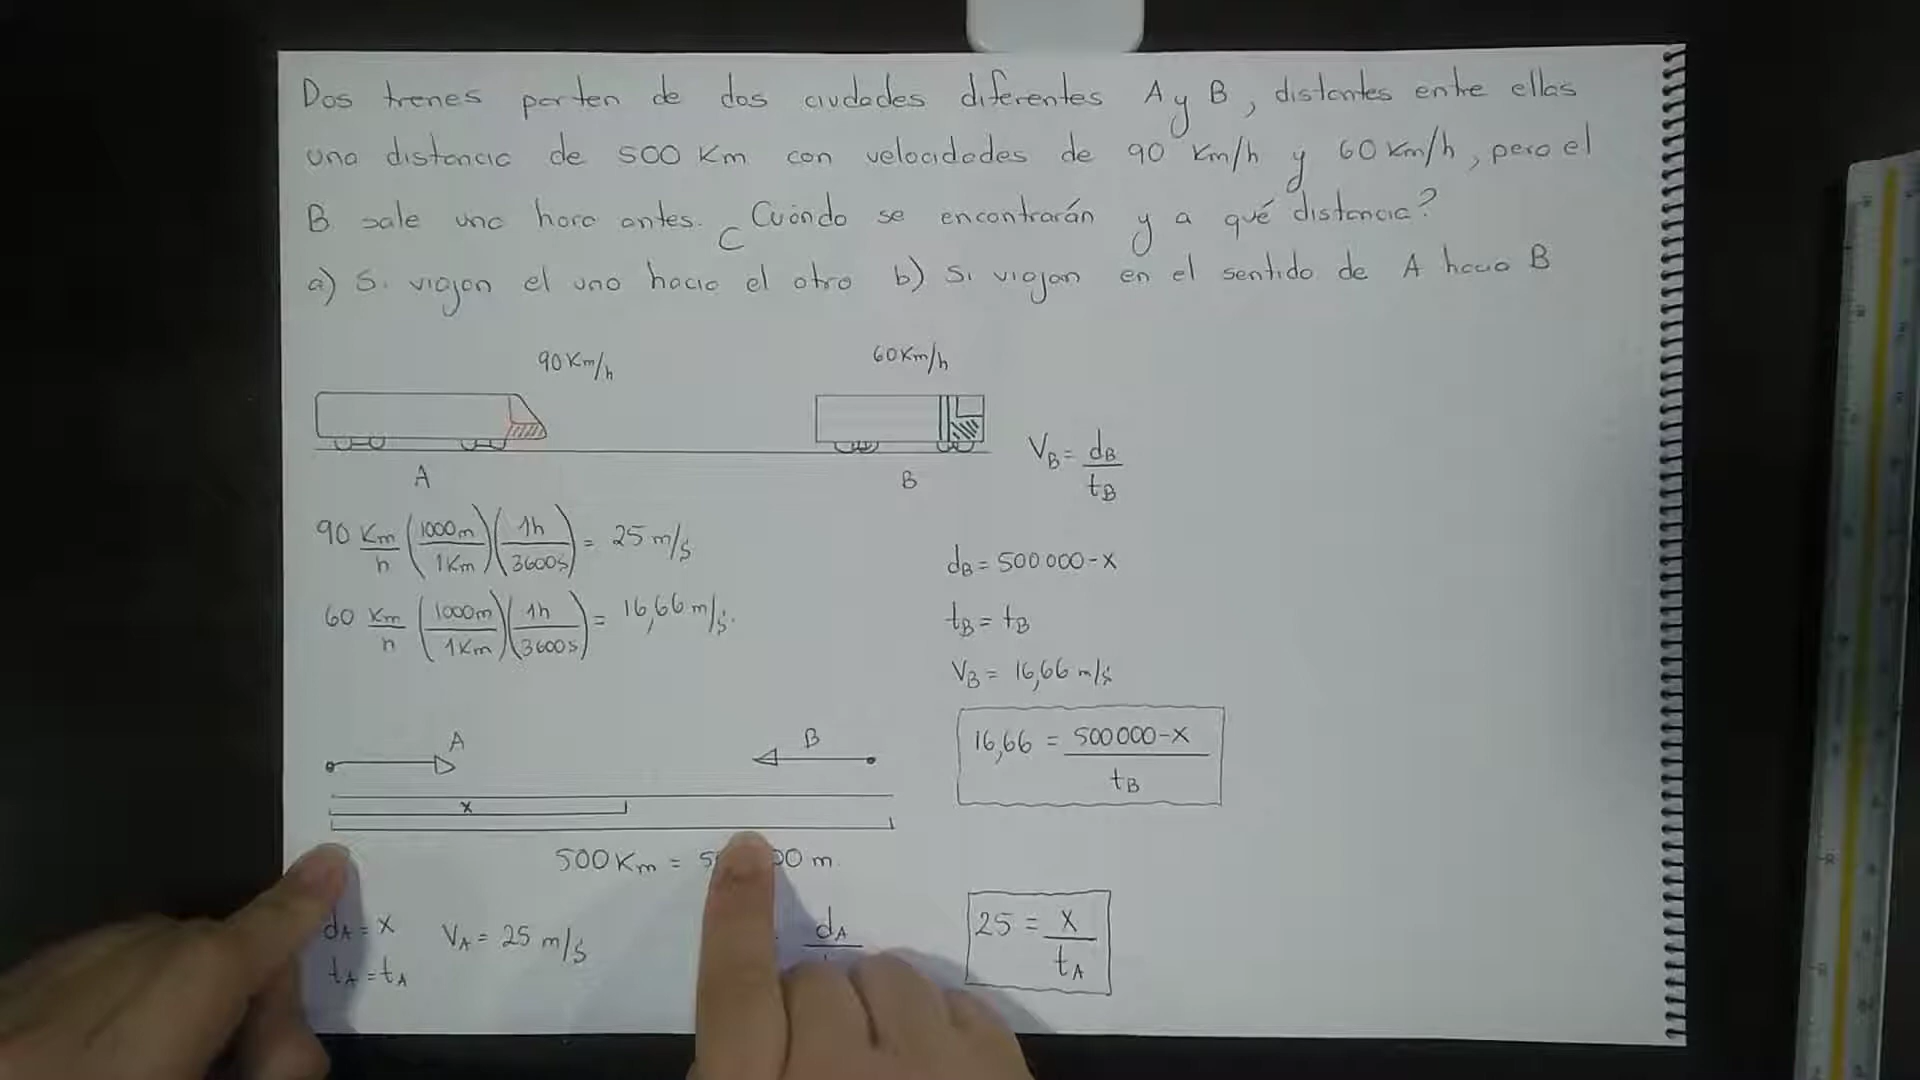 Dos trenes parten de dos ciudades diferentes A y B, distantes entre ellas
una distancia de 500 Km con velocidades de 90 Km/h y 60 Km/h, pero el
B sale una hora antes. ¿Cuándo se encontrarán y a qué distancia?
a) Si viajan el uno hacia el otro b) Si viajan en el sentido de A hacia B
90 Km/h 60 Km/h
A B
V_B = d_B / t_B
90 Km/h (1000m / 1Km) (1h / 3600s) = 25 m/s
60 Km/h (1000m / 1Km) (1h / 3600s) = 16,66 m/s.
d_B = 500 000 - x
t_B = t_B
V_B = 16,66 m/s
16,66 = 500 000 - x / t_B
A B
x
500 Km = m.
d_A = x V_A = 25 m/s
t_A = t_A
d_A
25 = x / t_A